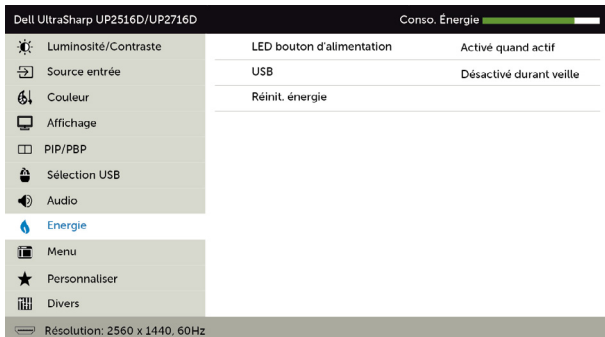 Dell UltraSharp UP2516D/UP2716D Conso. Énergie
Luminosité/Contraste
LED bouton d'alimentation Activé quand actif
Source entrée
USB Désactivé durant veille
Couleur
Réinit. énergie
Affichage
PIP/PBP
Sélection USB
Audio
Energie
Menu
Personnaliser
Divers
Résolution: 2560 x 1440, 60Hz